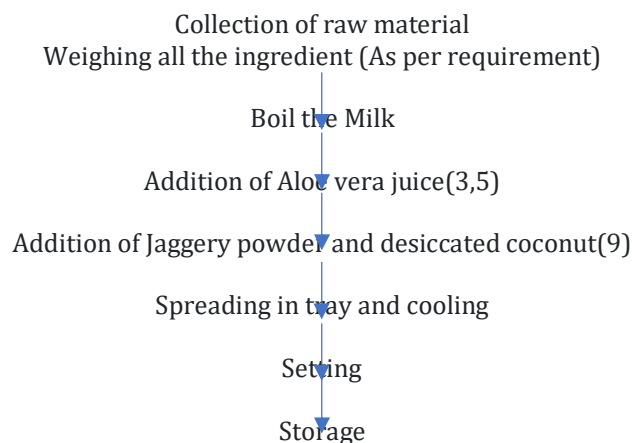 Collection of raw material
Weighing all the ingredient (As per requirement)
Boil the Milk
Addition of Aloe vera juice(3,5)
Addition of Jaggery powder and desiccated coconut(9)
Spreading in tray and cooling
Setting
Storage